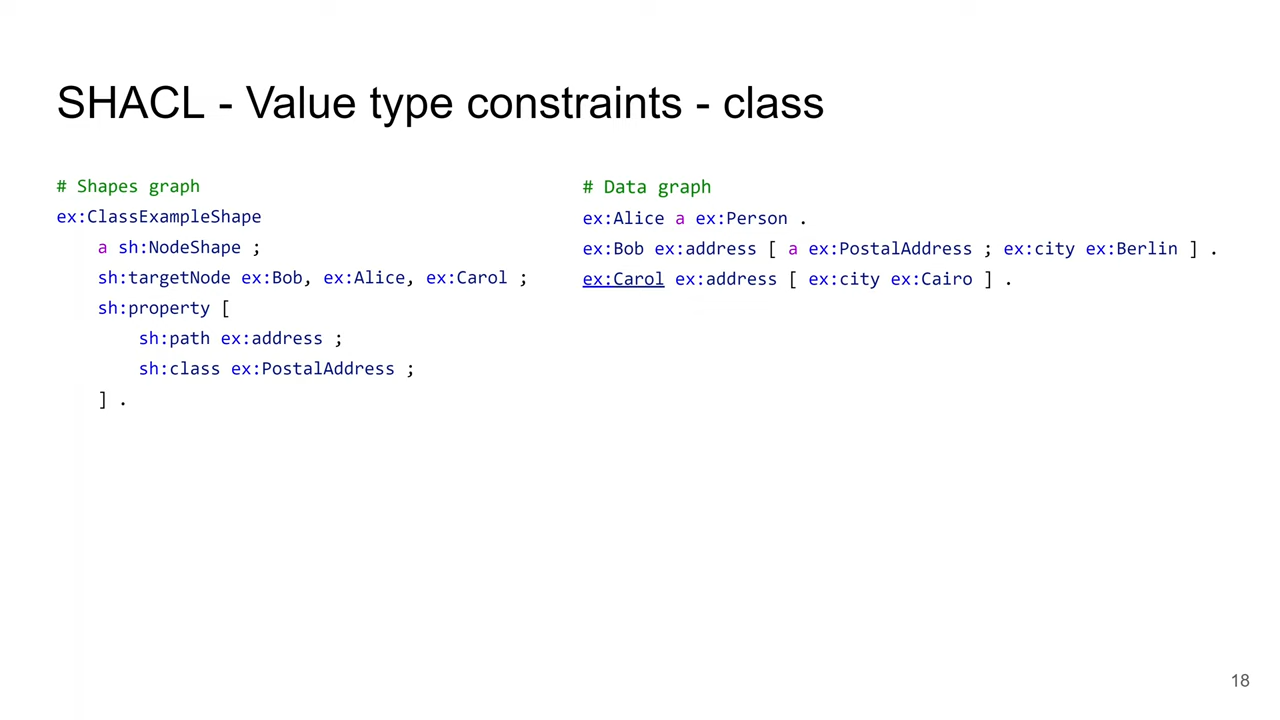 SHACL - Value type constraints - class
# Shapes graph
ex:ClassExampleShape
    a sh:NodeShape ;
    sh:targetNode ex:Bob, ex:Alice, ex:Carol ;
    sh:property [
        sh:path ex:address ;
        sh:class ex:PostalAddress ;
    ] .
# Data graph
ex:Alice a ex:Person .
ex:Bob ex:address [ a ex:PostalAddress ; ex:city ex:Berlin ] .
ex:Carol ex:address [ ex:city ex:Cairo ] .
18